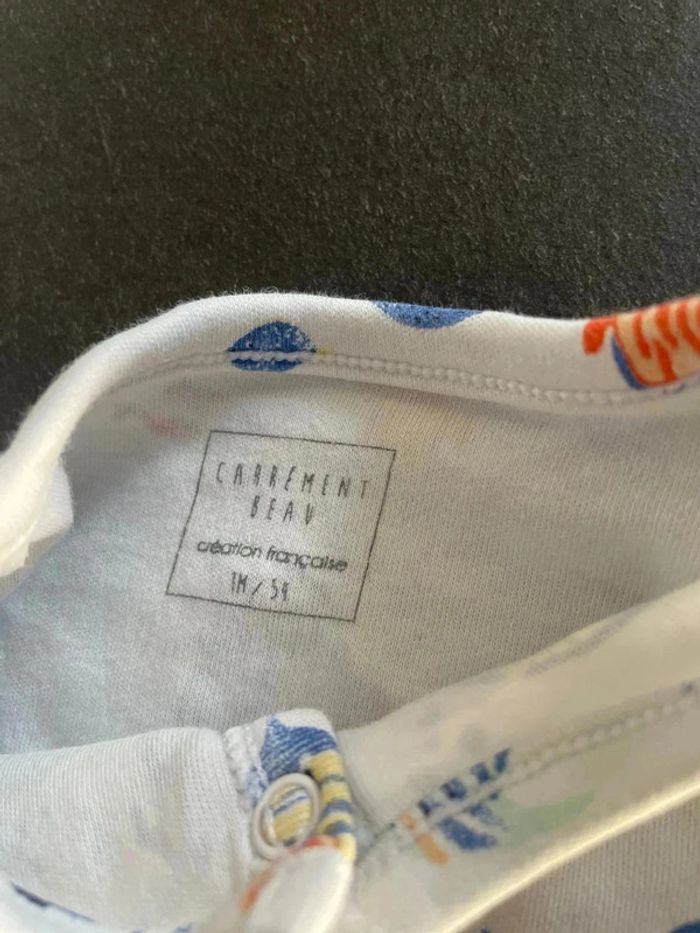 CARRÉMENT
BEAU
création française
1M / 54